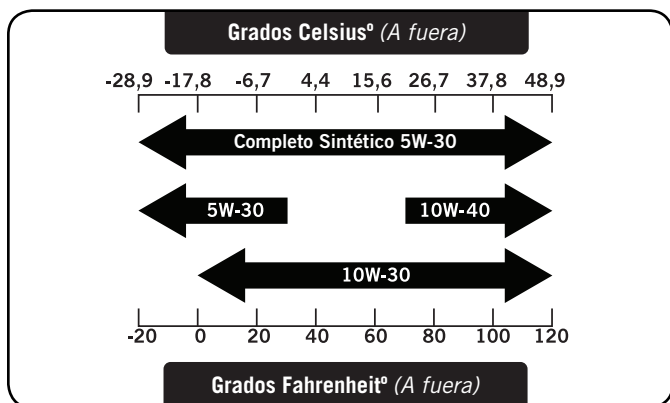 Grados Celsiusº (A fuera)
-28,9 -17,8 -6,7 4,4 15,6 26,7 37,8 48,9
Completo Sintético 5W-30
5W-30 10W-40
10W-30
-20 0 20 40 60 80 100 120
Grados Fahrenheitº (A fuera)